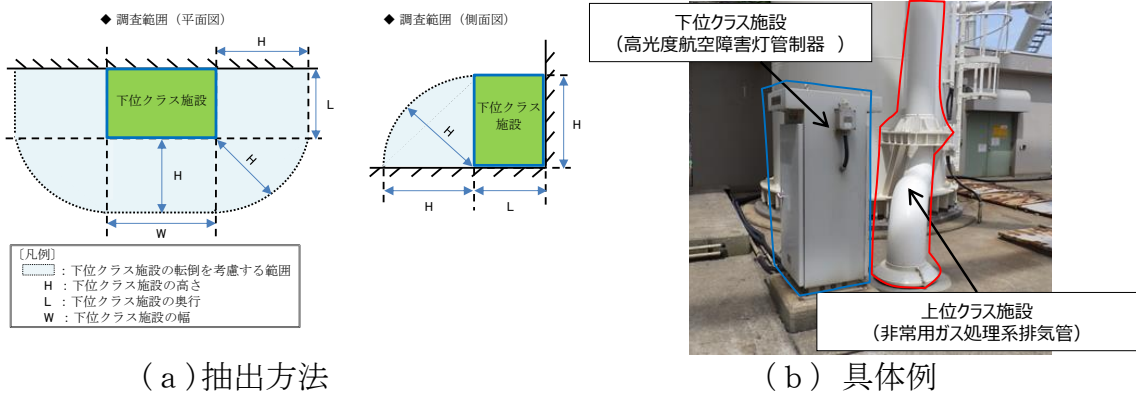 ◆ 調査範囲（平面図）
H
L
下位クラス施設
H
H
W
◆ 調査範囲（側面図）
下位クラス
施設
H
H
H
L
〔凡例〕
：下位クラス施設の転倒を考慮する範囲
H ：下位クラス施設の高さ
L ：下位クラス施設の奥行
W ：下位クラス施設の幅
(a)抽出方法
下位クラス施設
（高光度航空障害灯管制器 ）
上位クラス施設
（非常用ガス処理系排気管）
(b) 具体例